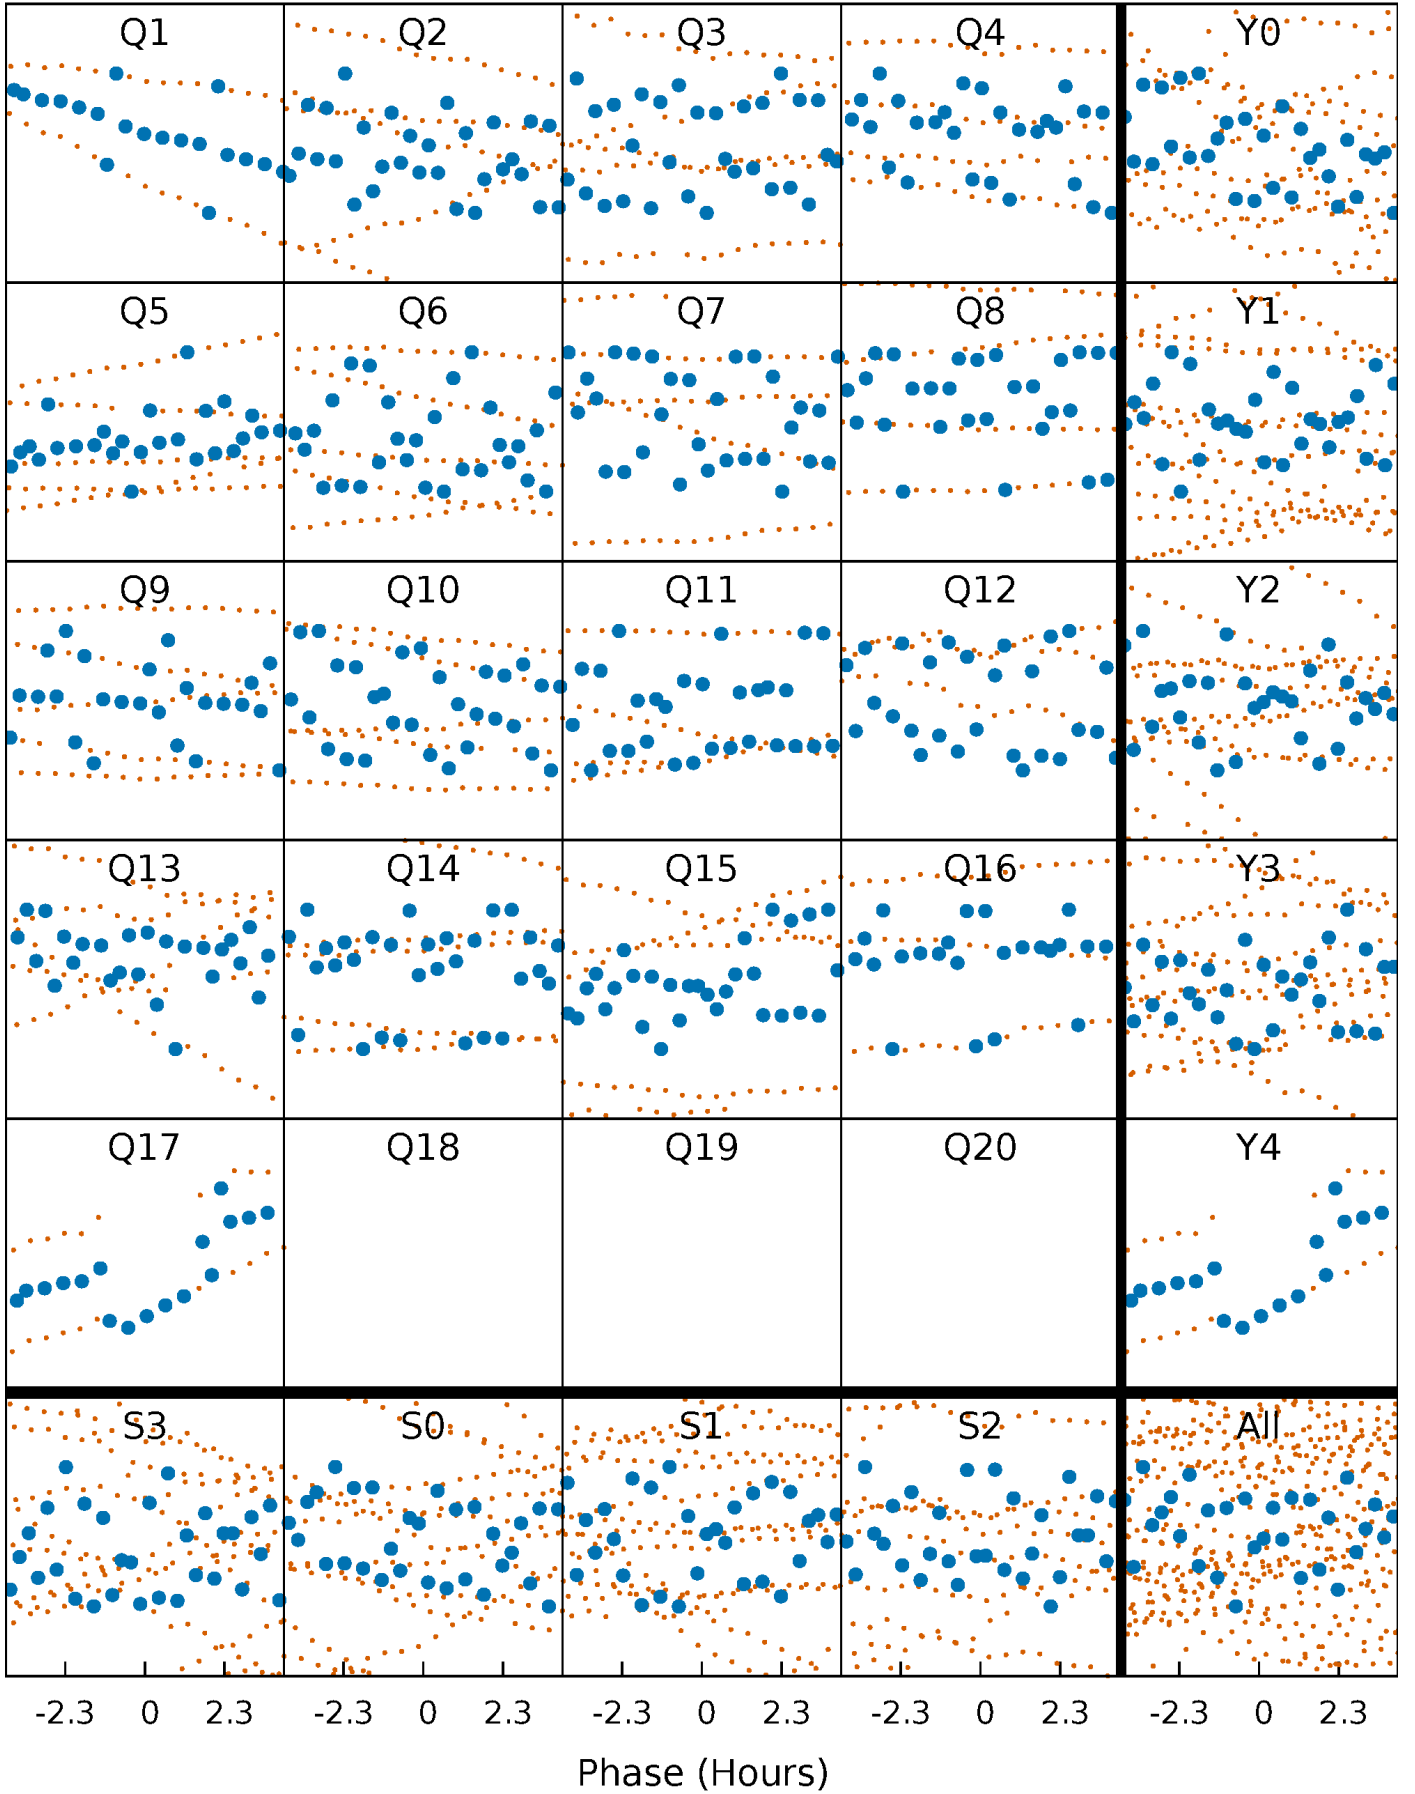 Q1 Q2 Q3 Q4 Y0
Q5 Q6 Q7 Q8 Y1
Q9 Q10 Q11 Q12 Y2
Q13 Q14 Q15 Q16 Y3
Q17 Q18 Q19 Q20 Y4
S3 S0 S1 S2 All
-2.3 0 2.3 -2.3 0 2.3 -2.3 0 2.3 -2.3 0 2.3 -2.3 0 2.3
Phase (Hours)